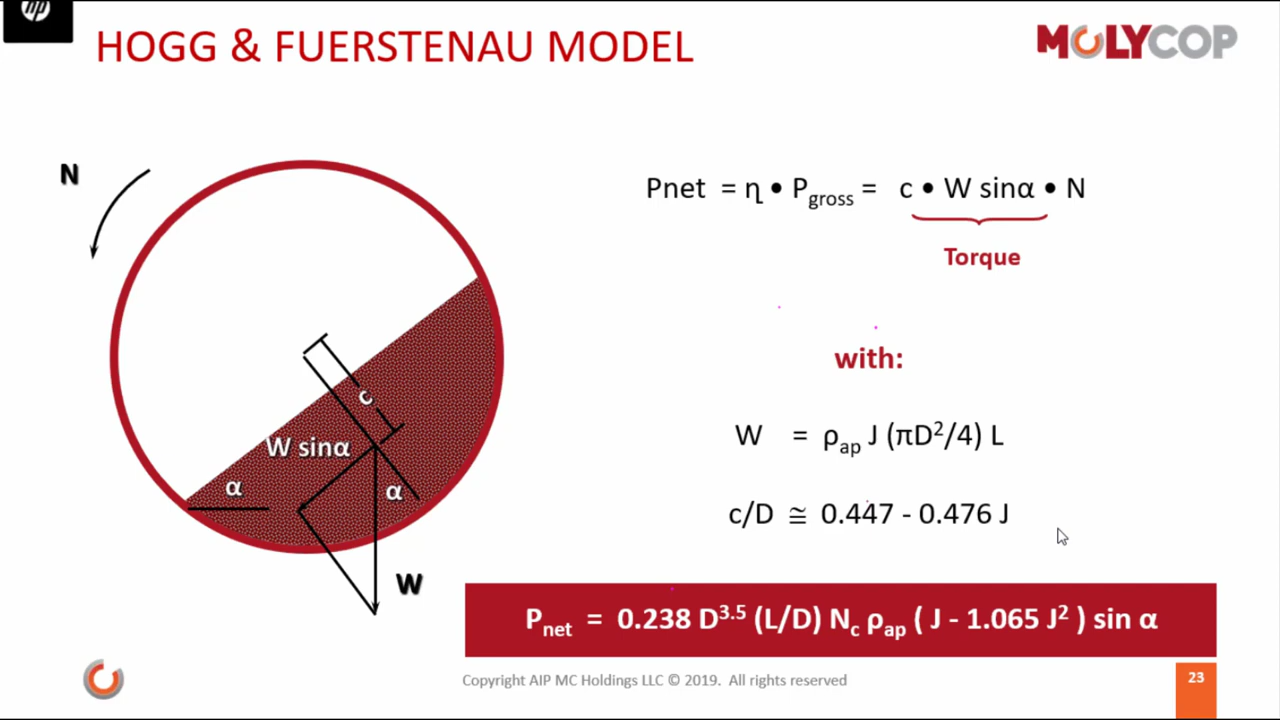 hp
HOGG & FUERSTENAU MODEL
MOLYCOP
N
Pnet = η • Pgross = c • W sinα • N
Torque
with:
c
W sinα
α
α
W = ρap J (πD²/4) L
c/D ≅ 0.447 - 0.476 J
W
Pnet = 0.238 D³·⁵ (L/D) Nc ρap ( J - 1.065 J² ) sin α
Copyright AIP MC Holdings LLC © 2019. All rights reserved
23